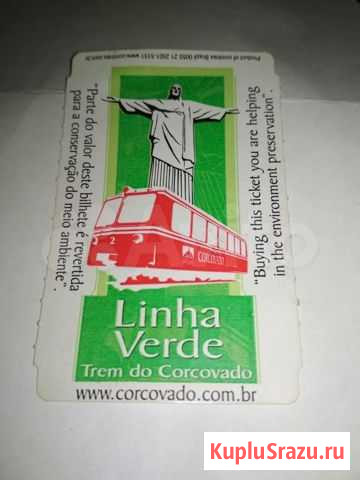 "Parte do valor deste bilhete é revertida
para a conservação do meio
ambiente".
"Buying this ticket you are helping
in the environment preservation".
CORCOVADO
Linha
Verde
Trem do Corcovado
www.corcovado.com.br
KupluSrazu.ru